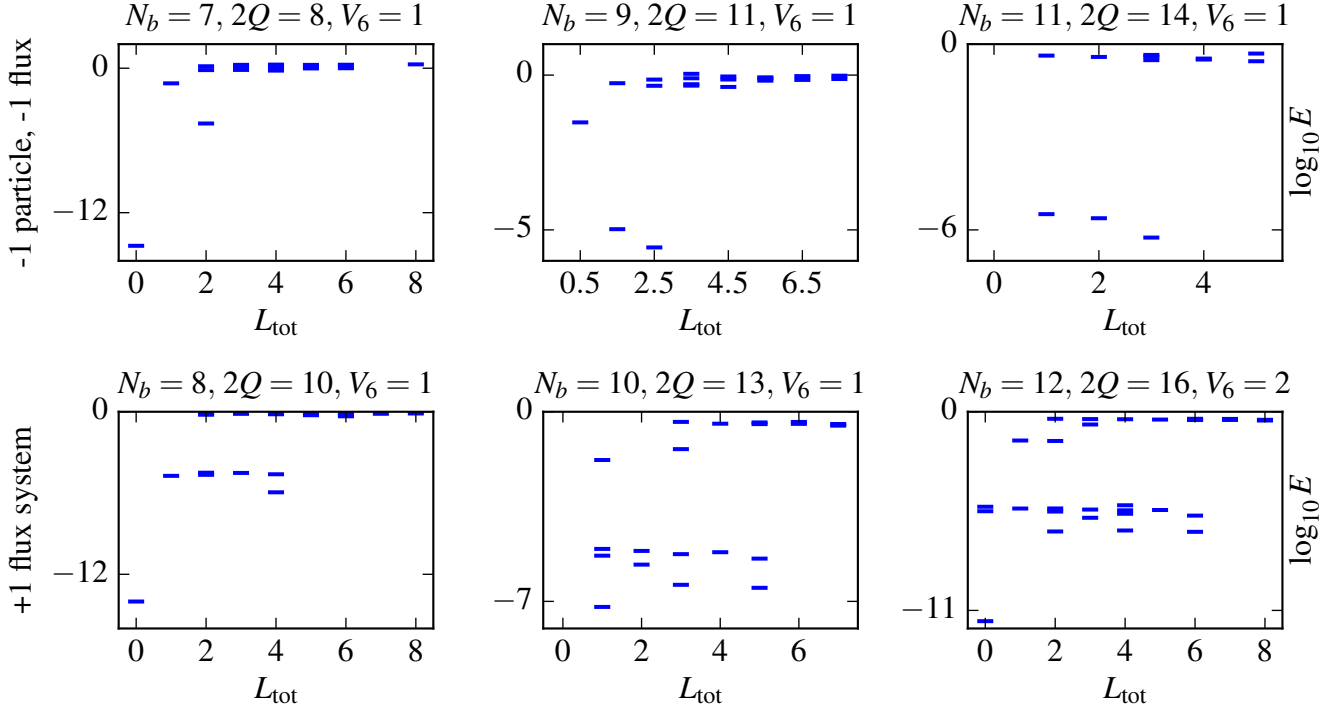 N_b = 7, 2Q = 8, V_6 = 1
N_b = 9, 2Q = 11, V_6 = 1
N_b = 11, 2Q = 14, V_6 = 1
-1 particle, -1 flux
0
−12
0 2 4 6 8
L_tot
0
−5
0.5 2.5 4.5 6.5
L_tot
0
−6
0 2 4
L_tot
log_10 E
N_b = 8, 2Q = 10, V_6 = 1
N_b = 10, 2Q = 13, V_6 = 1
N_b = 12, 2Q = 16, V_6 = 2
+1 flux system
0
−12
0 2 4 6 8
L_tot
0
−7
0 2 4 6
L_tot
0
−11
0 2 4 6 8
L_tot
log_10 E